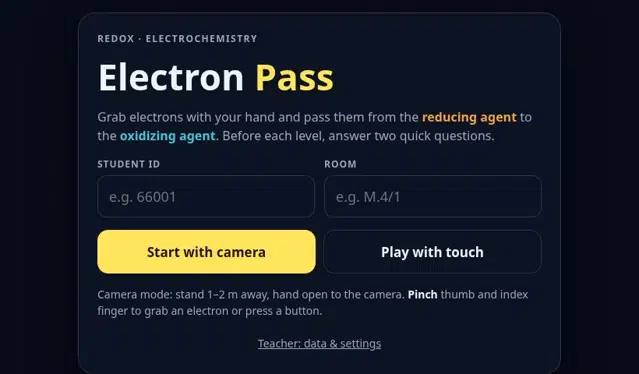 REDOX · ELECTROCHEMISTRY
Electron Pass
Grab electrons with your hand and pass them from the reducing agent to
the oxidizing agent. Before each level, answer two quick questions.
STUDENT ID
ROOM
e.g. 66001
e.g. M.4/1
Start with camera
Play with touch
Camera mode: stand 1–2 m away, hand open to the camera. Pinch thumb and index
finger to grab an electron or press a button.
Teacher: data & settings